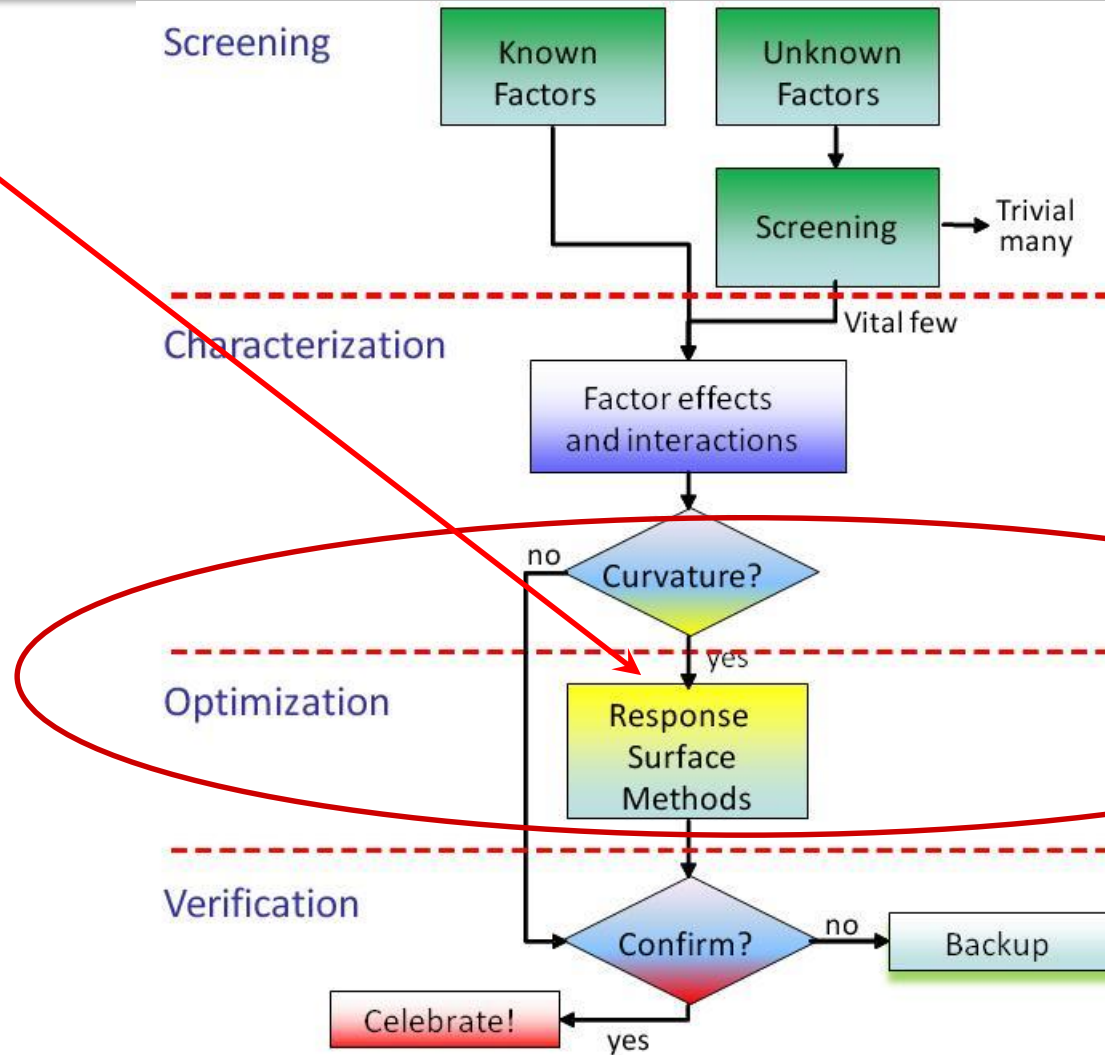 Screening
Known
Factors
Unknown
Factors
Screening
Trivial
many
Vital few
Characterization
Factor effects
and interactions
no
Curvature?
yes
Optimization
Response
Surface
Methods
Verification
Confirm?
no
Backup
Celebrate!
yes